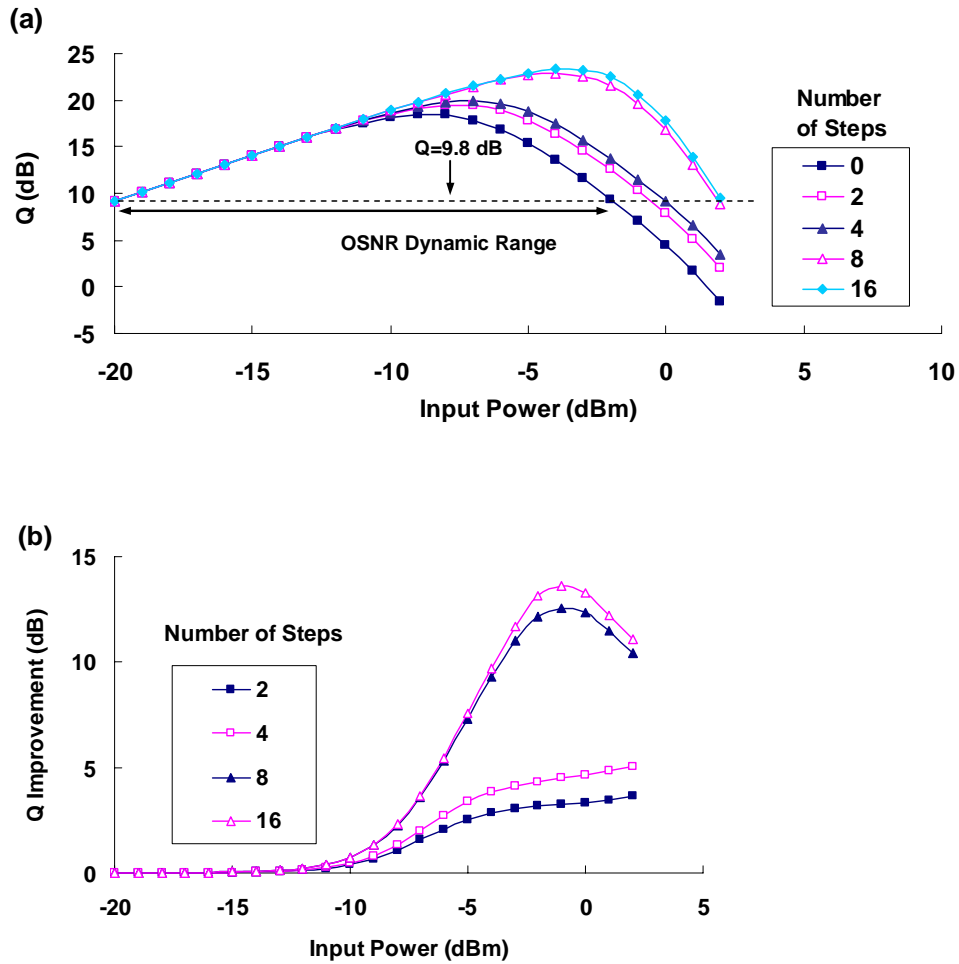 (a)
25
20
15
10
5
0
-5
Q (dB)
Q=9.8 dB
OSNR Dynamic Range
-20 -15 -10 -5 0 5 10
Input Power (dBm)
Number
of Steps
0
2
4
8
16
(b)
15
10
5
0
Q Improvement (dB)
Number of Steps
2
4
8
16
-20 -15 -10 -5 0 5
Input Power (dBm)